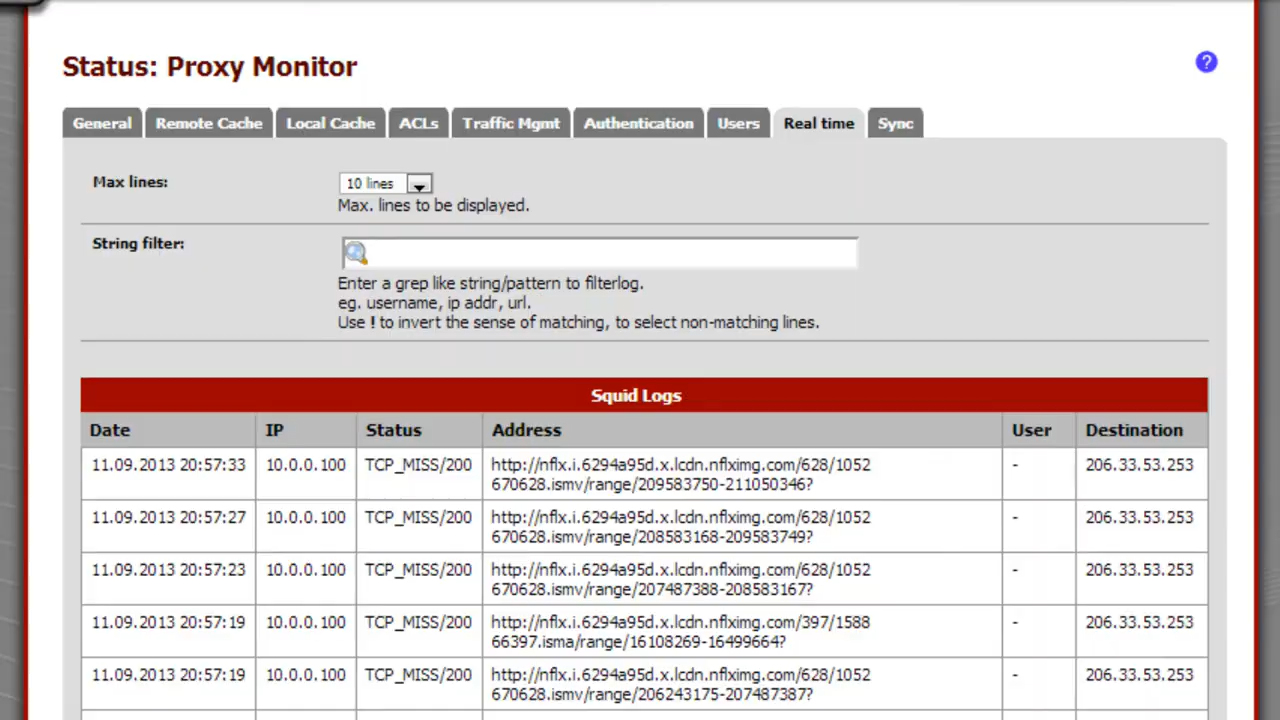 Status: Proxy Monitor
?
General Remote Cache Local Cache ACLs Traffic Mgmt Authentication Users Real time Sync
Max lines: 10 lines
Max. lines to be displayed.
String filter:
Enter a grep like string/pattern to filterlog.
eg. username, ip addr, url.
Use ! to invert the sense of matching, to select non-matching lines.
Squid Logs
Date IP Status Address User Destination
11.09.2013 20:57:33 10.0.0.100 TCP_MISS/200 http://nflx.i.6294a95d.x.lcdn.nflximg.com/628/1052 - 206.33.53.253
670628.ismv/range/209583750-211050346?
11.09.2013 20:57:27 10.0.0.100 TCP_MISS/200 http://nflx.i.6294a95d.x.lcdn.nflximg.com/628/1052 - 206.33.53.253
670628.ismv/range/208583168-209583749?
11.09.2013 20:57:23 10.0.0.100 TCP_MISS/200 http://nflx.i.6294a95d.x.lcdn.nflximg.com/628/1052 - 206.33.53.253
670628.ismv/range/207487388-208583167?
11.09.2013 20:57:19 10.0.0.100 TCP_MISS/200 http://nflx.i.6294a95d.x.lcdn.nflximg.com/397/1588 - 206.33.53.253
66397.isma/range/16108269-16499664?
11.09.2013 20:57:19 10.0.0.100 TCP_MISS/200 http://nflx.i.6294a95d.x.lcdn.nflximg.com/628/1052 - 206.33.53.253
670628.ismv/range/206243175-207487387?